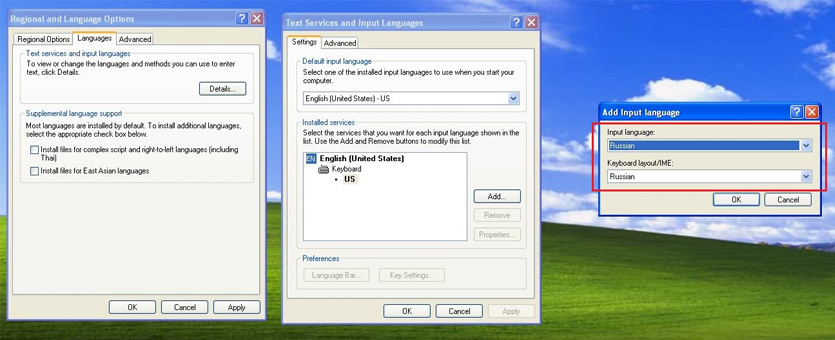 Regional and Language Options
Regional Options
Languages
Advanced
Text services and input languages
To view or change the languages and methods you can use to
enter text, click Details.
Details...
Supplemental language support
Most languages are installed by default. To install additional languages,
select the appropriate check box below.
Install files for complex script and right-to-left languages (including
Thai)
Install files for East Asian languages
OK
Cancel
Apply
Text Services and Input Languages
Settings
Advanced
Default input language
Select one of the installed input languages to use when you start your
computer.
English (United States) - US
Installed services
Select the services that you want for each input language shown in the
list. Use the Add and Remove buttons to modify this list.
EN English (United States)
Keyboard
US
Add...
Remove
Properties...
Preferences
Language Bar...
Key Settings...
OK
Cancel
Apply
Add Input language
Input language:
Russian
Keyboard layout/IME:
Russian
OK
Cancel